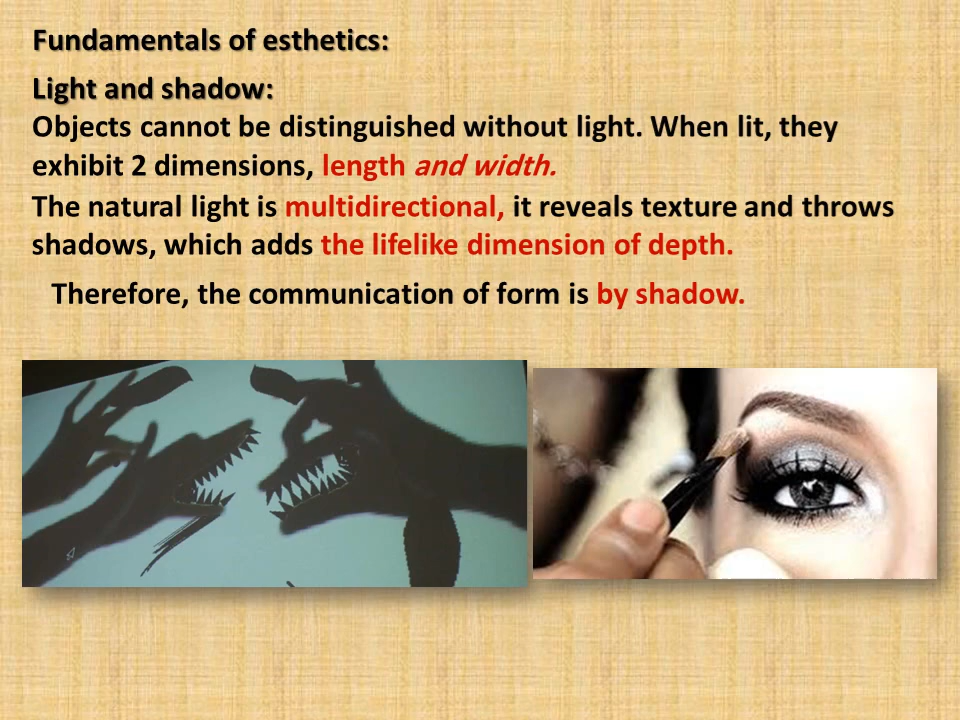 Fundamentals of esthetics:
Light and shadow:
Objects cannot be distinguished without light. When lit, they
exhibit 2 dimensions, length and width.
The natural light is multidirectional, it reveals texture and throws
shadows, which adds the lifelike dimension of depth.
Therefore, the communication of form is by shadow.